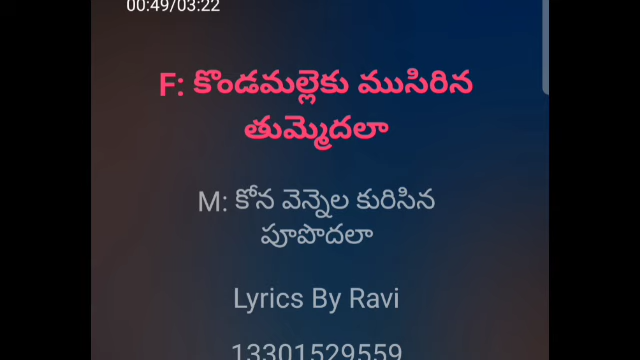 00:49/03:22
F: కొండమల్లెకు ముసిరిన
తుమ్మెదలా
M: కోన వెన్నెల కురిసిన
పూపొదలా
Lyrics By Ravi
13301529559